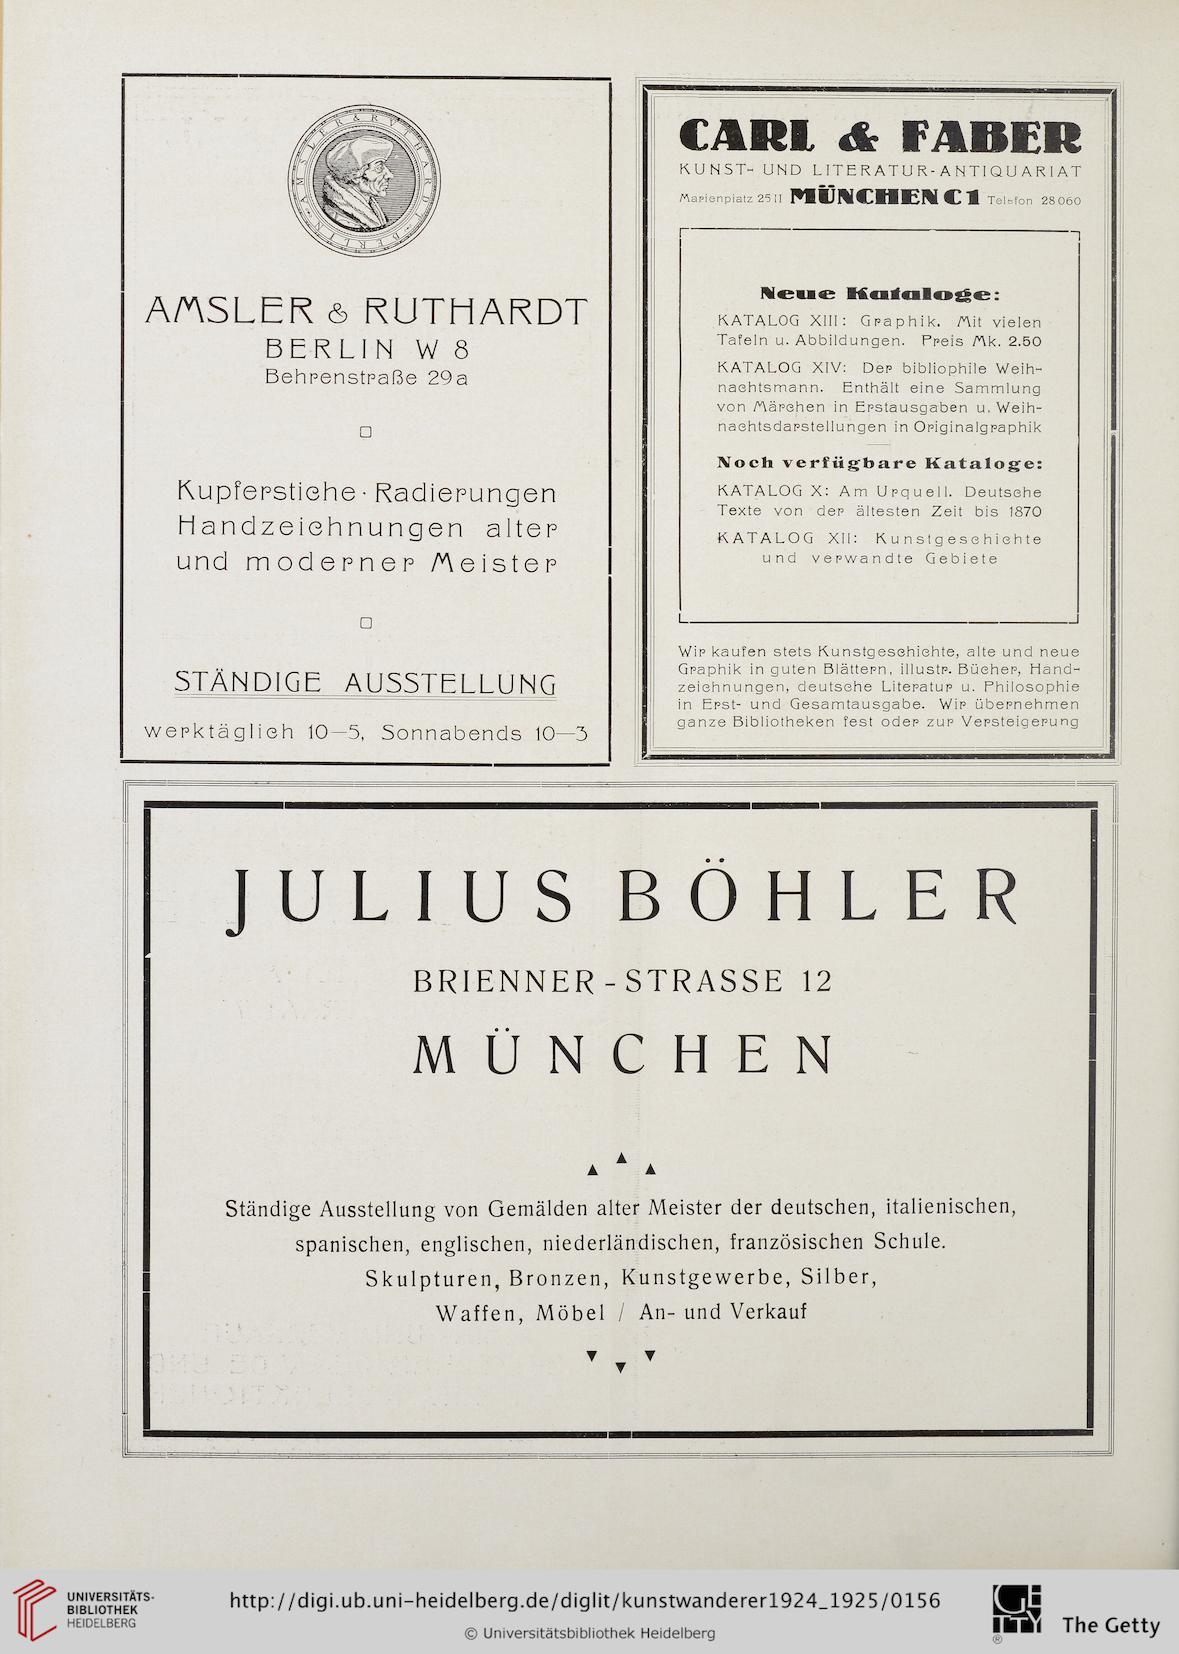 AMSLER & RUTHARDT
BERLIN
AMSLER & RUTHARDT
BERLIN W 8
Behrenstraße 29a
Kupferstiche · Radierungen
Handzeichnungen alter
und moderner Meister
STÄNDIGE AUSSTELLUNG
werktäglich 10—5, Sonnabends 10—3
CARL & FABER
KUNST- UND LITERATUR-ANTIQUARIAT
Marienplatz 25 II MÜNCHEN C 1 Telefon 28060
Neue Kataloge:
KATALOG XIII: Graphik. Mit vielen
Tafeln u. Abbildungen. Preis Mk. 2.50
KATALOG XIV: Der bibliophile Weih-
nachtsmann. Enthält eine Sammlung
von Märchen in Erstausgaben u. Weih-
nachtsdarstellungen in Originalgraphik
Noch verfügbare Kataloge:
KATALOG X: Am Urquell. Deutsche
Texte von der ältesten Zeit bis 1870
KATALOG XII: Kunstgeschichte
und verwandte Gebiete
Wir kaufen stets Kunstgeschichte, alte und neue
Graphik in guten Blättern, illustr. Bücher, Hand-
zeichnungen, deutsche Literatur u. Philosophie
in Erst- und Gesamtausgabe. Wir übernehmen
ganze Bibliotheken fest oder zur Versteigerung
JULIUS BÖHLER
BRIENNER-STRASSE 12
MÜNCHEN
Ständige Ausstellung von Gemälden alter Meister der deutschen, italienischen,
spanischen, englischen, niederländischen, französischen Schule.
Skulpturen, Bronzen, Kunstgewerbe, Silber,
Waffen, Möbel / An- und Verkauf
UNIVERSITÄTS-
BIBLIOTHEK
HEIDELBERG
http://digi.ub.uni-heidelberg.de/diglit/kunstwanderer1924_1925/0156
© Universitätsbibliothek Heidelberg
GETTY
®
The Getty